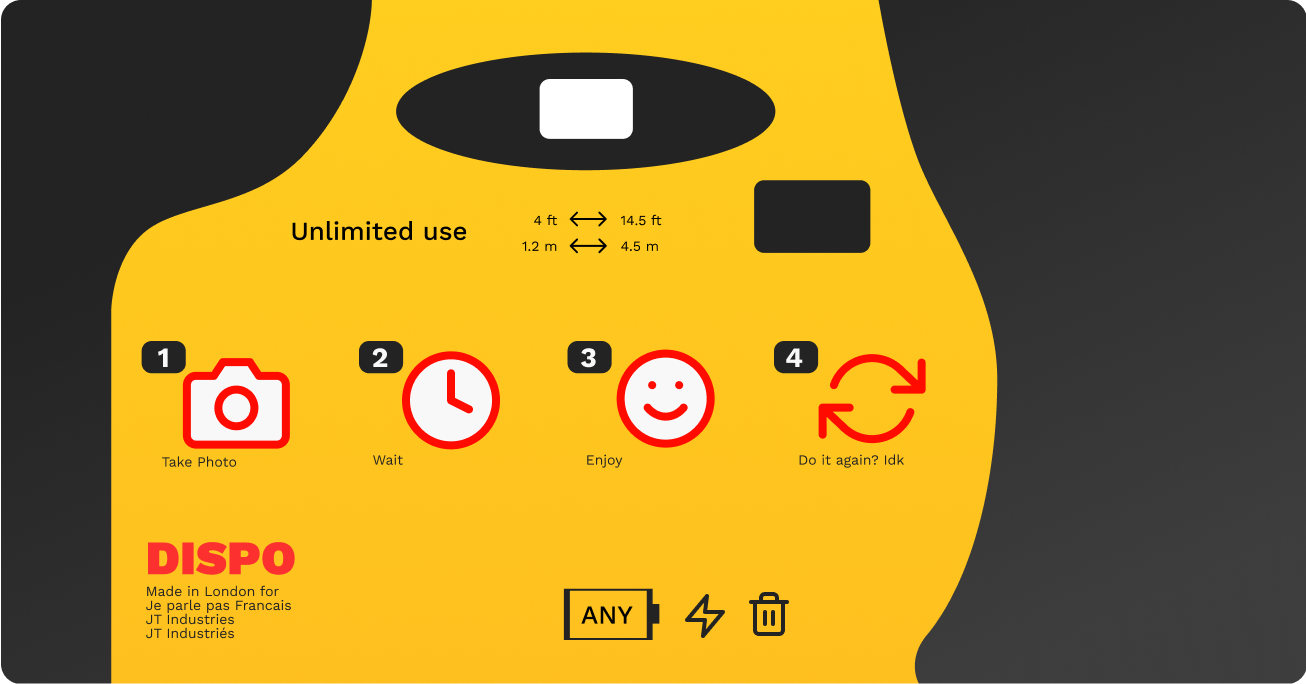 Unlimited use
4 ft 14.5 ft
1.2 m 4.5 m
1 2 3 4
Take Photo
Wait
Enjoy
Do it again? Idk
DISPO
Made in London for
Je parle pas Francais
JT Industries
JT Industriés
ANY